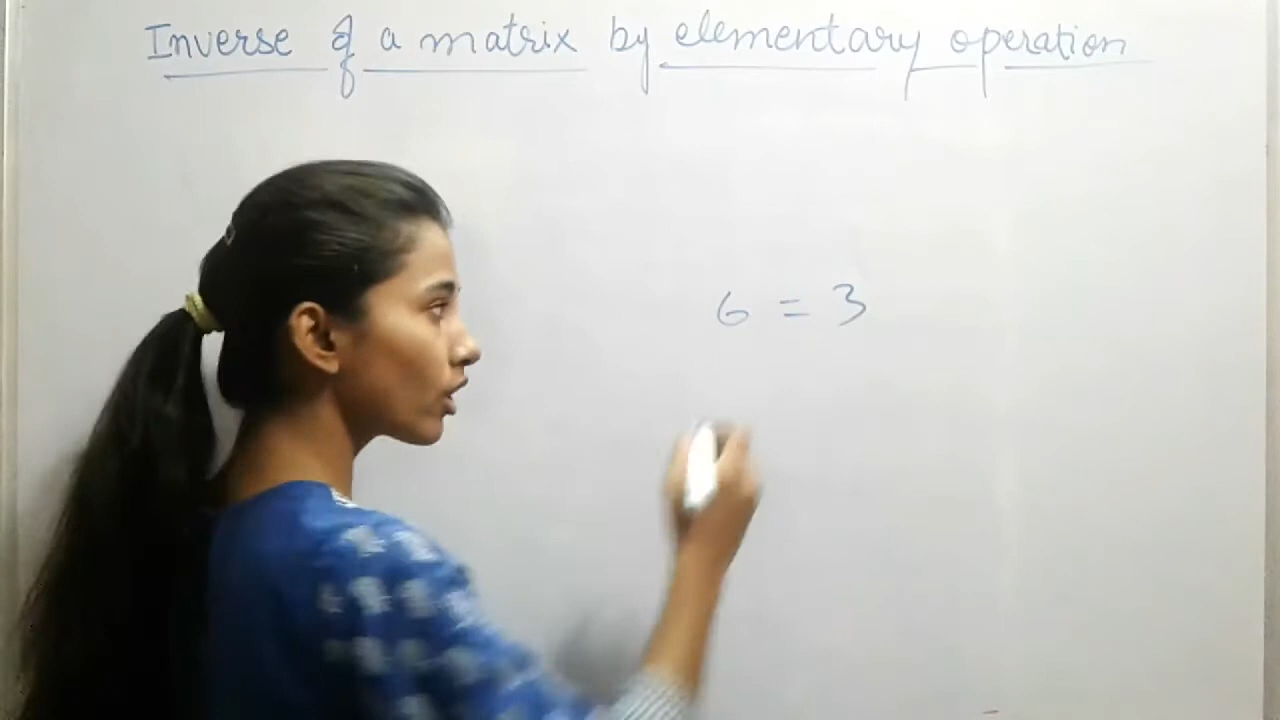 Inverse of a matrix by elementary operation
6 = 3